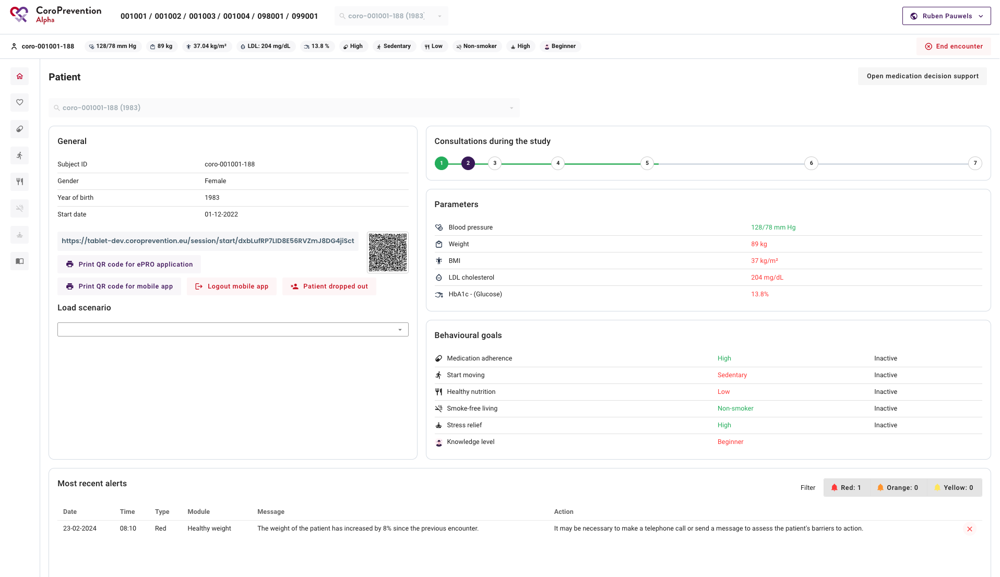 CoroPrevention
Alpha
001001 / 001002 / 001003 / 001004 / 098001 / 099001
coro-001001-188 (1983)
Ruben Pauwels
coro-001001-188
128/78 mm Hg
89 kg
37.04 kg/m²
LDL: 204 mg/dL
13.8 %
High
Sedentary
Low
Non-smoker
High
Beginner
End encounter
Patient
Open medication decision support
coro-001001-188 (1983)
General
Subject ID coro-001001-188
Gender Female
Year of birth 1983
Start date 01-12-2022
https://tablet-dev.coroprevention.eu/session/start/dxbLufRP7LID8E56RVZmJ8DG4jiSct
Print QR code for ePRO application
Print QR code for mobile app
Logout mobile app
Patient dropped out
Load scenario
Consultations during the study
1 2 3 4 5 6 7
Parameters
Blood pressure 128/78 mm Hg
Weight 89 kg
BMI 37 kg/m²
LDL cholesterol 204 mg/dL
HbA1c - (Glucose) 13.8%
Behavioural goals
Medication adherence High Inactive
Start moving Sedentary Inactive
Healthy nutrition Low Inactive
Smoke-free living Non-smoker Inactive
Stress relief High Inactive
Knowledge level Beginner
Most recent alerts
Filter Red: 1 Orange: 0 Yellow: 0
Date Time Type Module Message Action
23-02-2024 08:10 Red Healthy weight The weight of the patient has increased by 8% since the previous encounter. It may be necessary to make a telephone call or send a message to assess the patient's barriers to action.